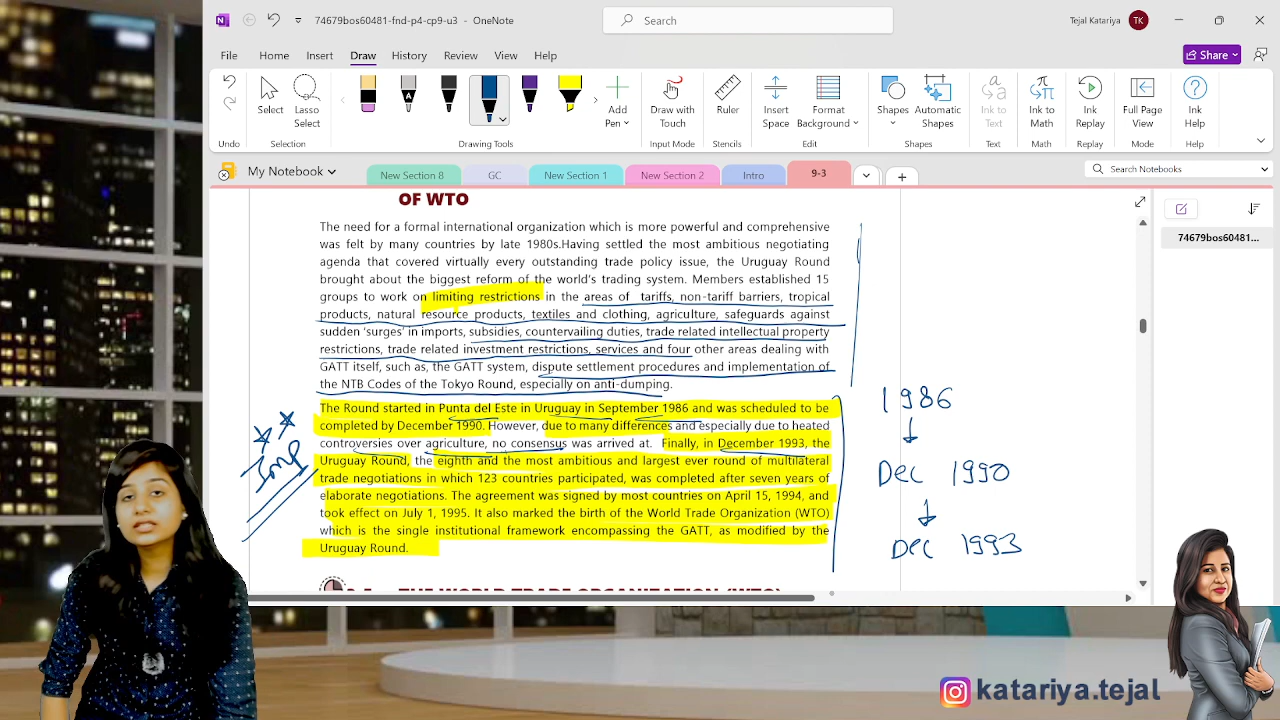 74679bos60481-fnd-p4-cp9-u3 - OneNote
Search
Tejal Katariya
TK
File Home Insert Draw History Review View Help
Share
Undo
Select
Lasso Select
Drawing Tools
Add Pen
Draw with Touch
Input Mode
Ruler
Stencils
Insert Space
Format Background
Edit
Shapes
Automatic Shapes
Shapes
Ink to Text
Text
Ink to Math
Math
Ink Replay
Replay
Full Page View
Mode
Ink Help
Help
My Notebook
New Section 8
GC
New Section 1
New Section 2
Intro
9-3
Search Notebooks
74679bos60481...
OF WTO
The need for a formal international organization which is more powerful and comprehensive
was felt by many countries by late 1980s.Having settled the most ambitious negotiating
agenda that covered virtually every outstanding trade policy issue, the Uruguay Round
brought about the biggest reform of the world's trading system. Members established 15
groups to work on limiting restrictions in the areas of tariffs, non-tariff barriers, tropical
products, natural resource products, textiles and clothing, agriculture, safeguards against
sudden 'surges' in imports, subsidies, countervailing duties, trade related intellectual property
restrictions, trade related investment restrictions, services and four other areas dealing with
GATT itself, such as, the GATT system, dispute settlement procedures and implementation of
the NTB Codes of the Tokyo Round, especially on anti-dumping.
The Round started in Punta del Este in Uruguay in September 1986 and was scheduled to be
completed by December 1990. However, due to many differences and especially due to heated
controversies over agriculture, no consensus was arrived at. Finally, in December 1993, the
Uruguay Round, the eighth and the most ambitious and largest ever round of multilateral
trade negotiations in which 123 countries participated, was completed after seven years of
elaborate negotiations. The agreement was signed by most countries on April 15, 1994, and
took effect on July 1, 1995. It also marked the birth of the World Trade Organization (WTO)
which is the single institutional framework encompassing the GATT, as modified by the
Uruguay Round.
Imp
1986
Dec 1990
Dec 1993
THE WORLD TRADE ORGANIZATION (WTO)
katariya.tejal